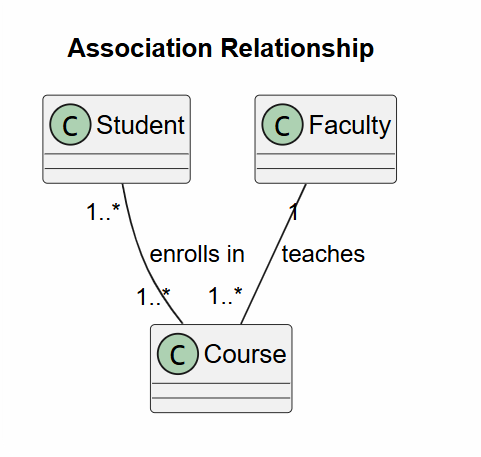 Association Relationship
C Student
C Faculty
1..*
1
enrolls in
teaches
1..*
1..*
C Course